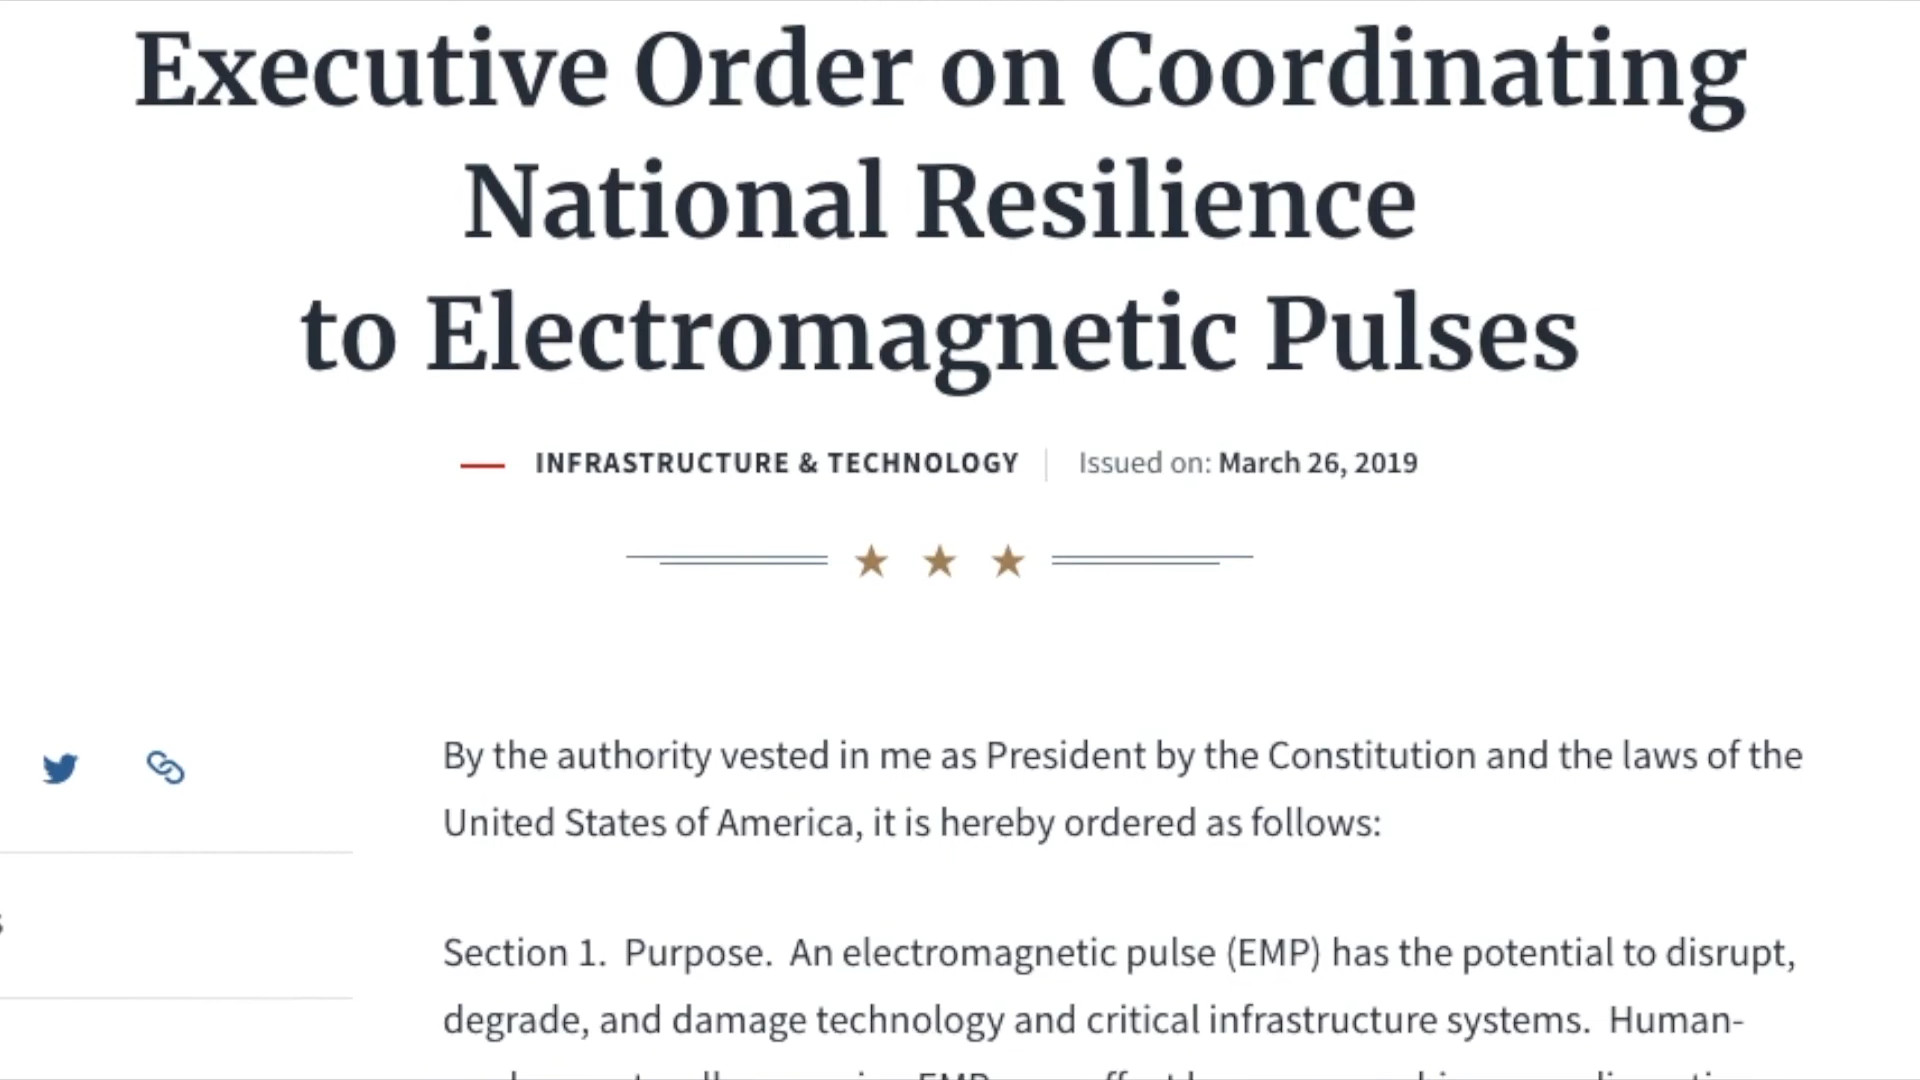 Executive Order on Coordinating
National Resilience
to Electromagnetic Pulses
INFRASTRUCTURE & TECHNOLOGY Issued on: March 26, 2019
By the authority vested in me as President by the Constitution and the laws of the
United States of America, it is hereby ordered as follows:
Section 1.  Purpose.  An electromagnetic pulse (EMP) has the potential to disrupt,
degrade, and damage technology and critical infrastructure systems.  Human-